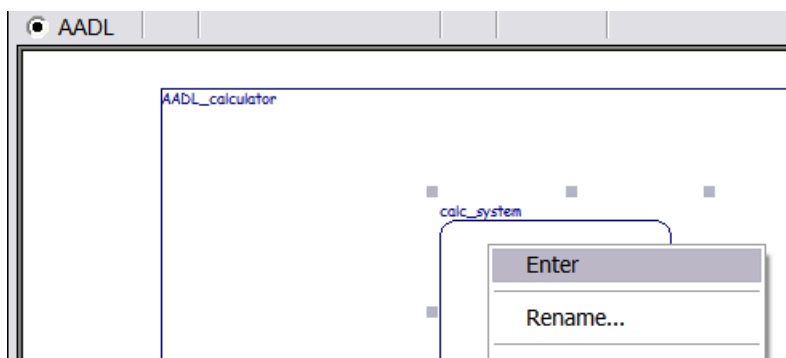 AADL
AADL_calculator
calc_system
Enter
Rename...